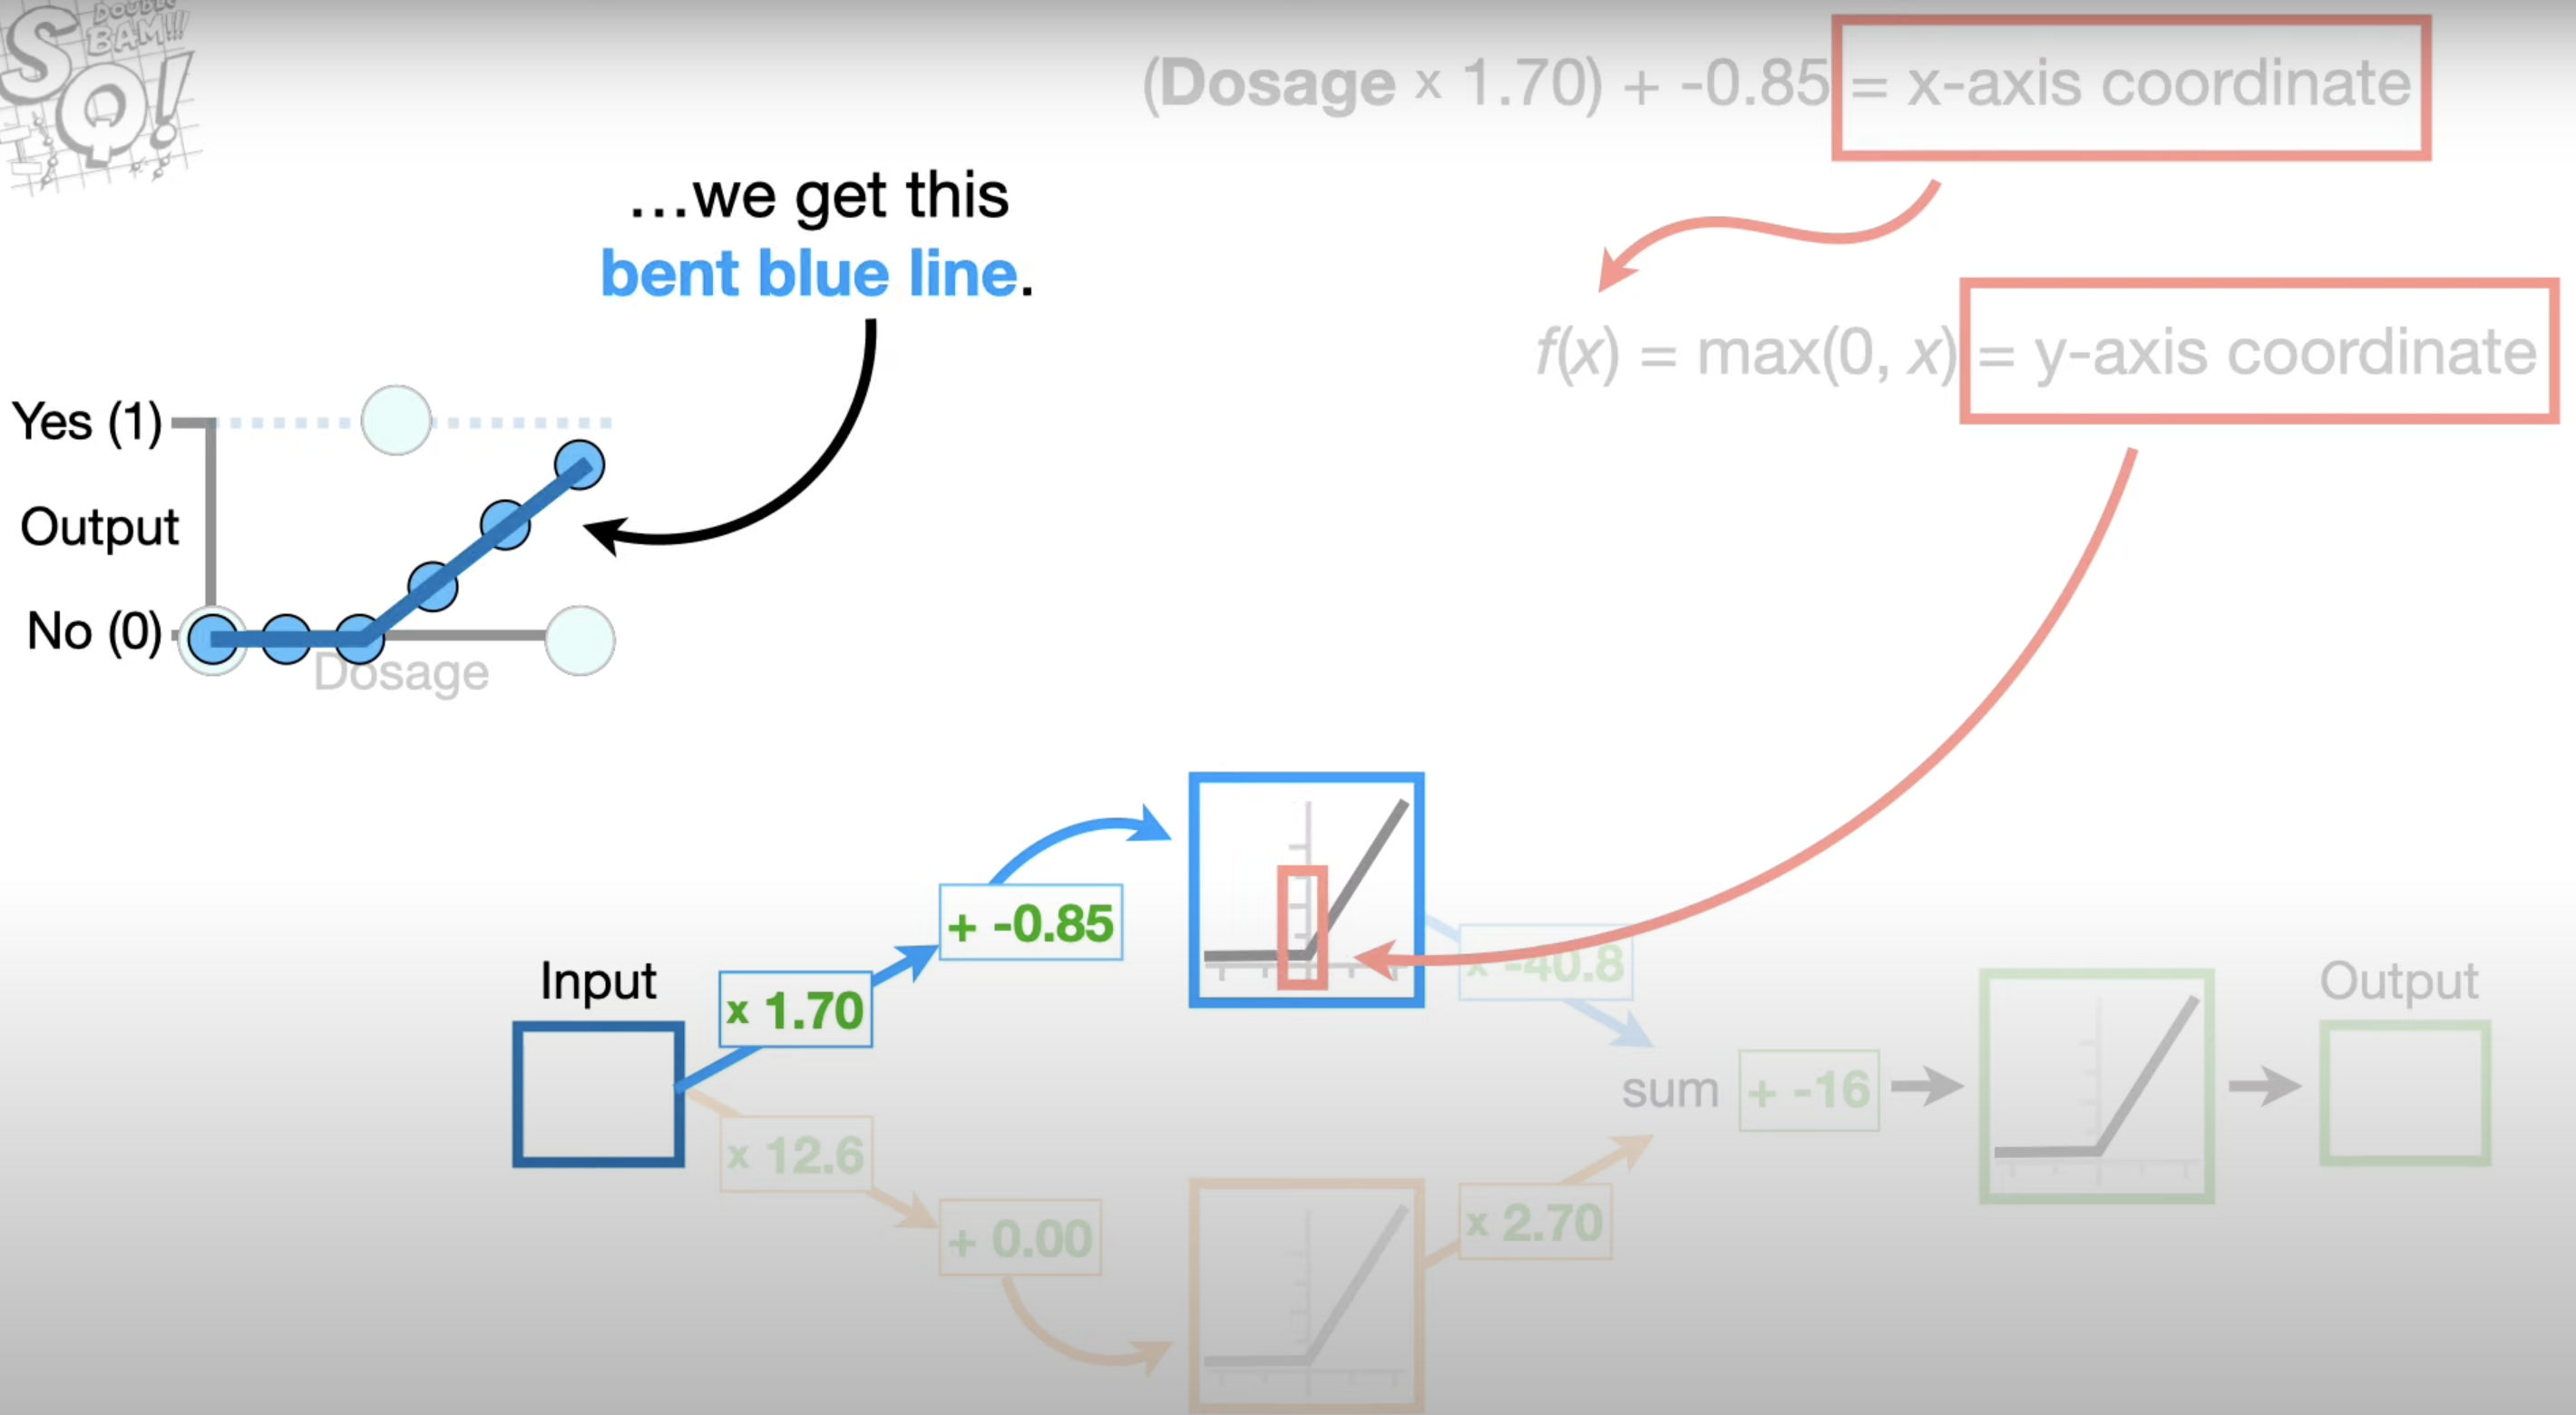 DOUBLE
BAM!!!
SQ!
(Dosage x 1.70) + -0.85 = x-axis coordinate
…we get this
bent blue line.
f(x) = max(0, x) = y-axis coordinate
Yes (1)
Output
No (0)
Dosage
+ -0.85
x -40.8
Input
x 1.70
Output
sum
+ -16
x 12.6
+ 0.00
x 2.70